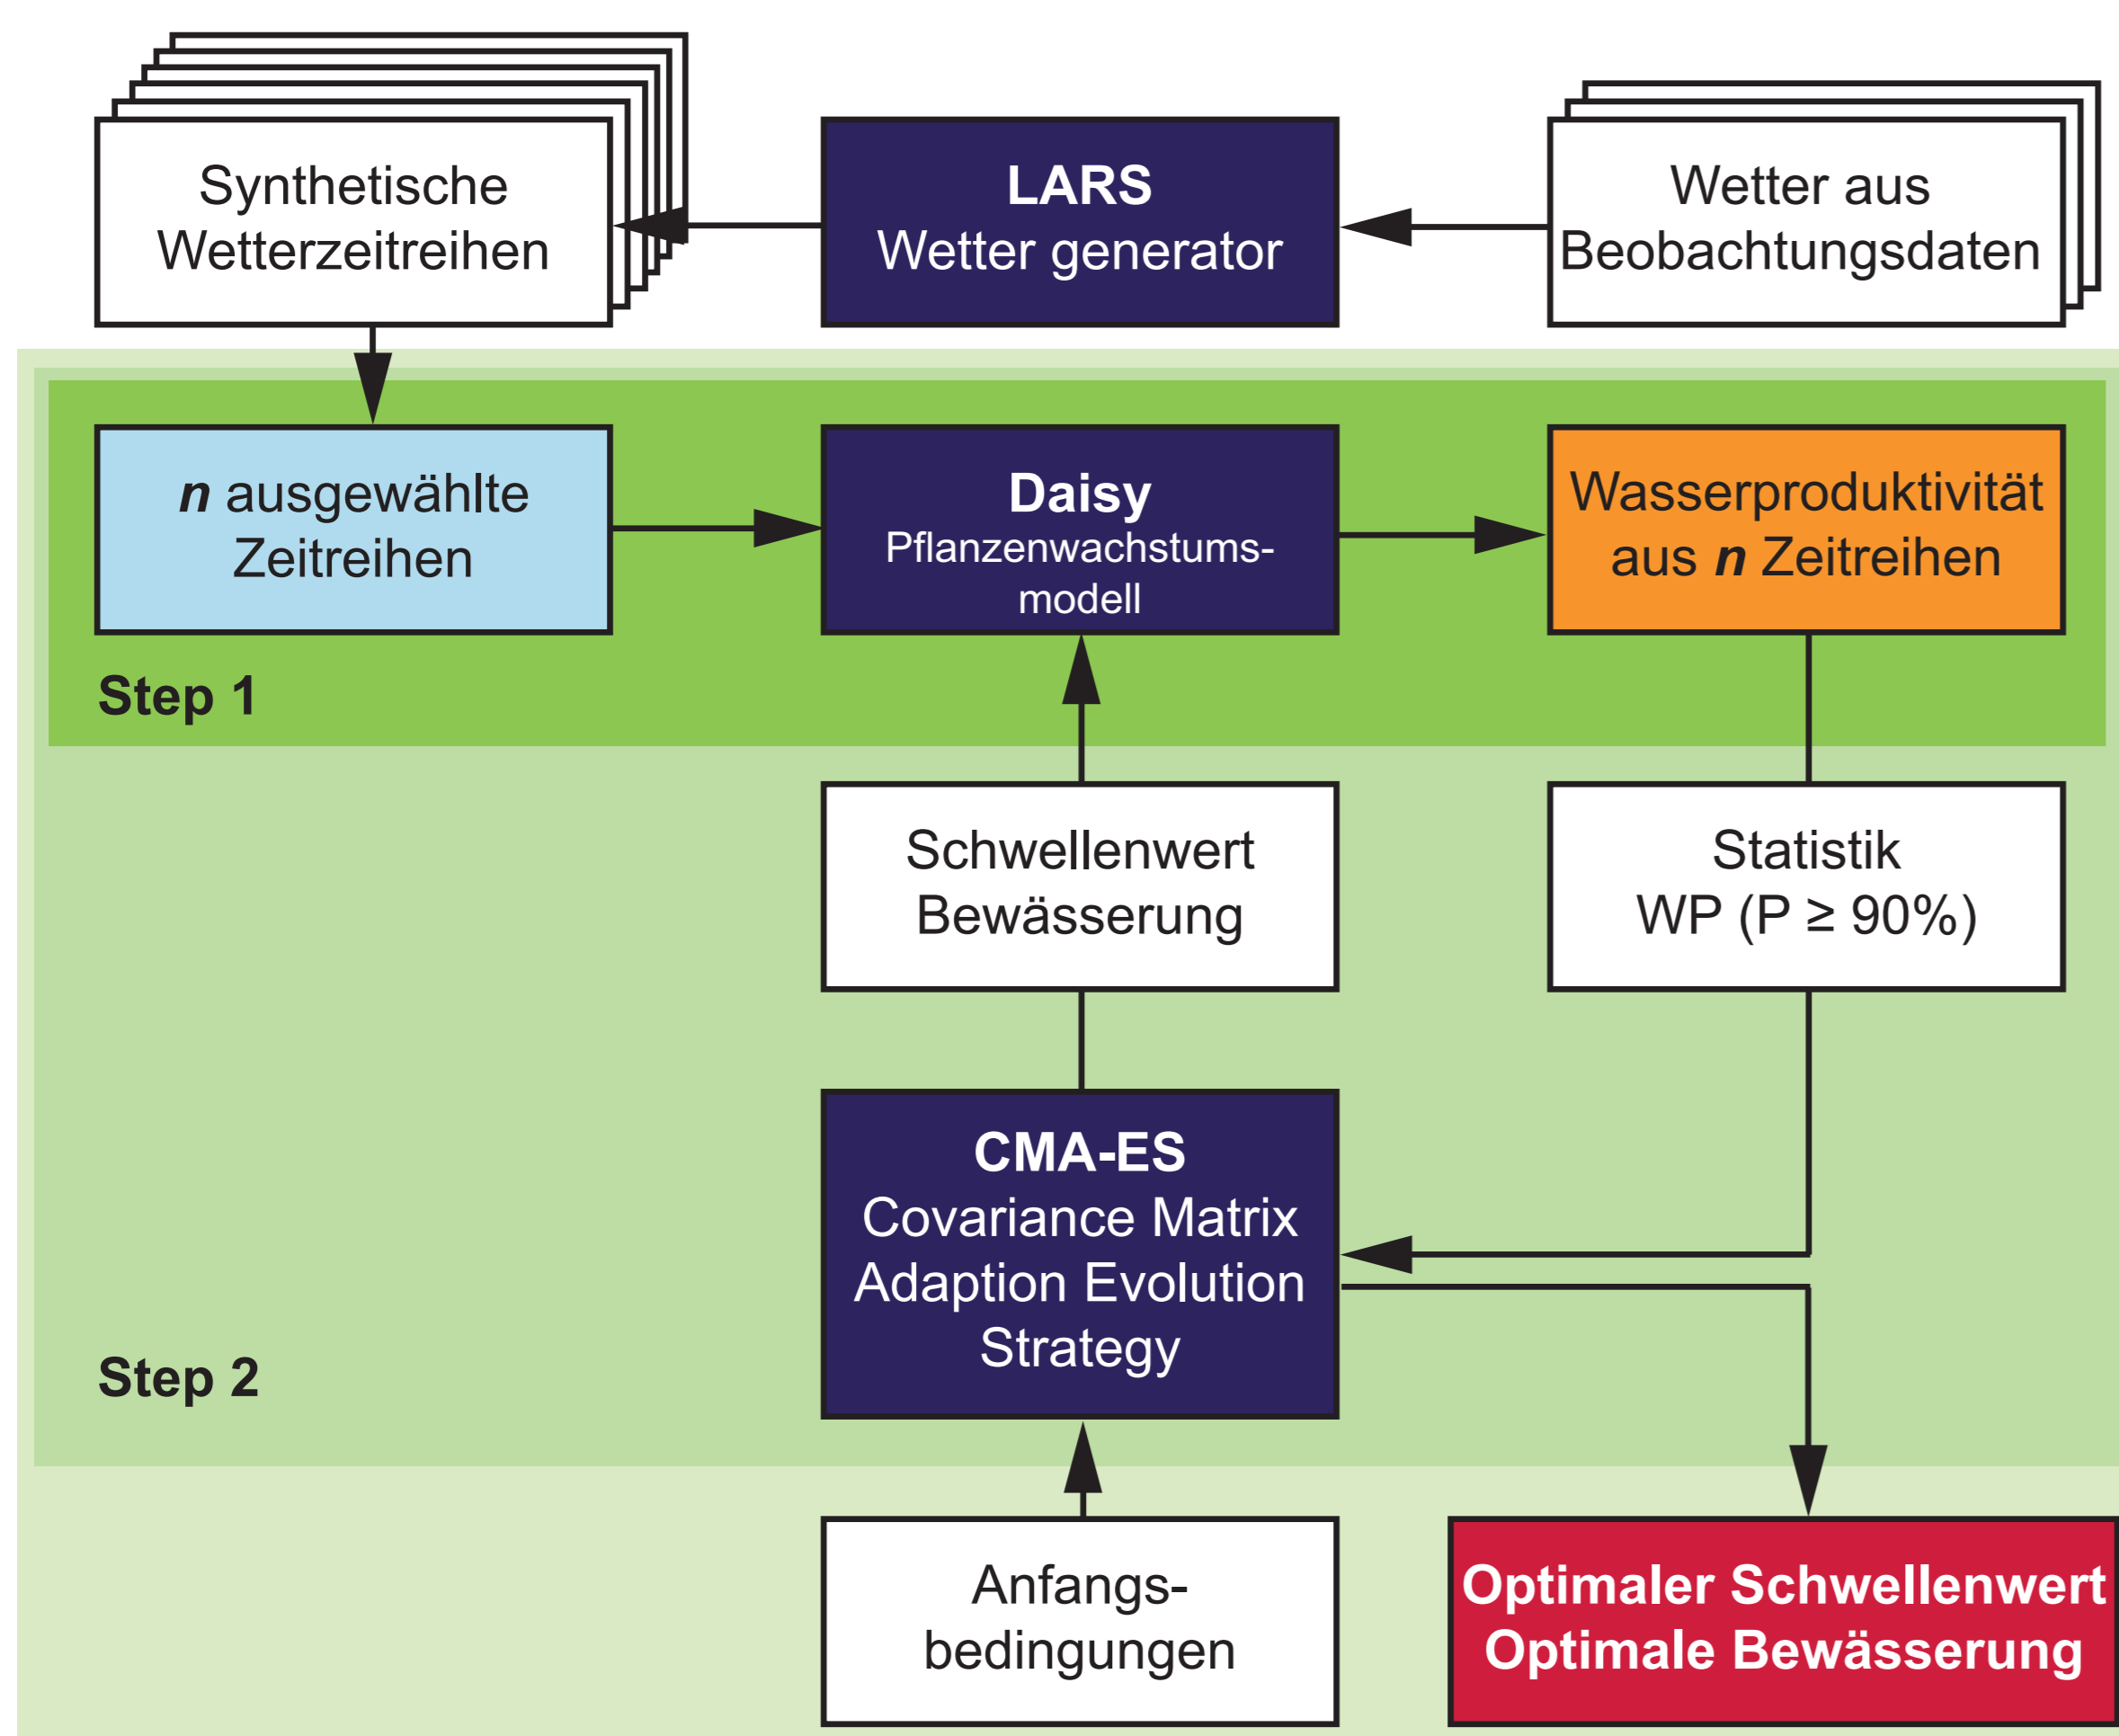 Synthetische
Wetterzeitreihen
LARS
Wetter generator
Wetter aus
Beobachtungsdaten
n ausgewählte
Zeitreihen
Daisy
Pflanzenwachstums-
modell
Wasserproduktivität
aus n Zeitreihen
Step 1
Schwellenwert
Bewässerung
Statistik
WP (P ≥ 90%)
CMA-ES
Covariance Matrix
Adaption Evolution
Strategy
Step 2
Anfangs-
bedingungen
Optimaler Schwellenwert
Optimale Bewässerung